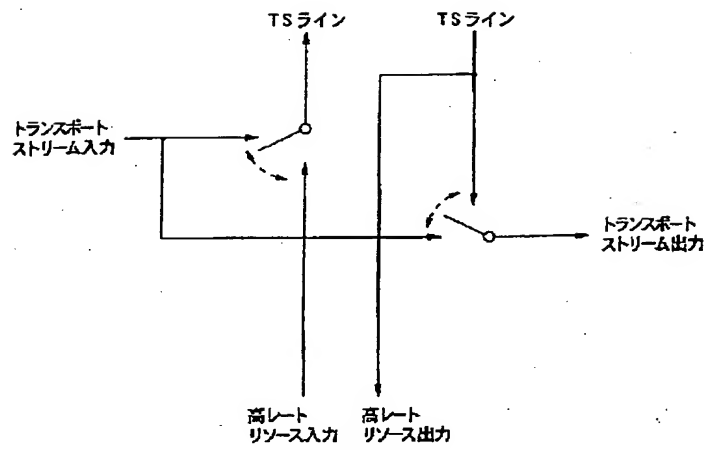 TSライン
TSライン
トランスポート
ストリーム入力
トランスポート
ストリーム出力
高レート
リソース入力
高レート
リソース出力